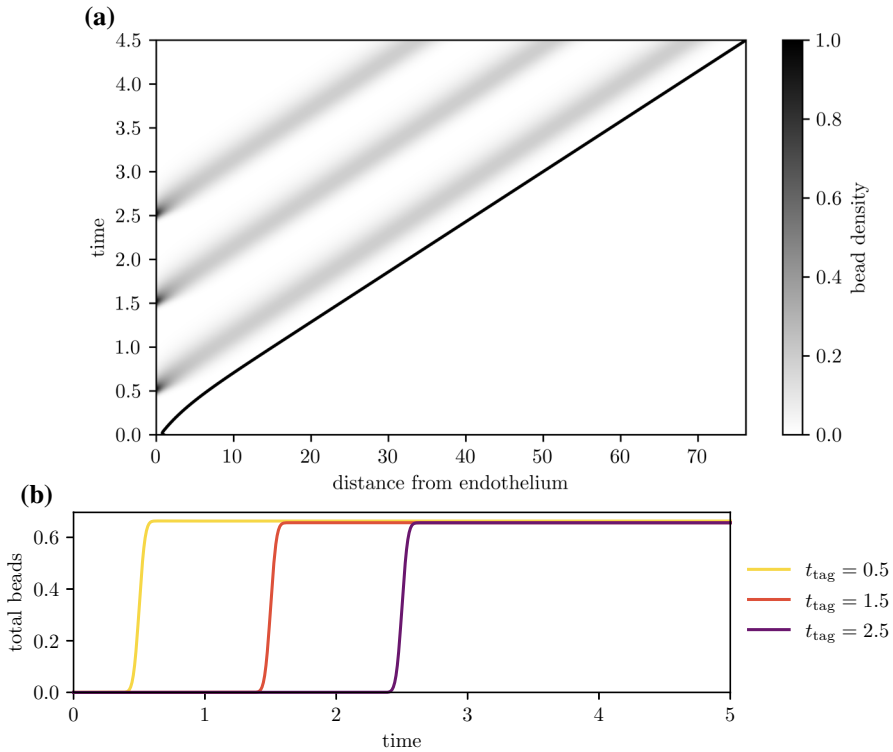 (a)
4.5
4.0
3.5
3.0
2.5
2.0
1.5
1.0
0.5
0.0
time
0 10 20 30 40 50 60 70
distance from endothelium
1.0
0.8
0.6
0.4
0.2
0.0
bead density
(b)
0.6
0.4
0.2
0.0
total beads
0 1 2 3 4 5
time
t_tag = 0.5
t_tag = 1.5
t_tag = 2.5